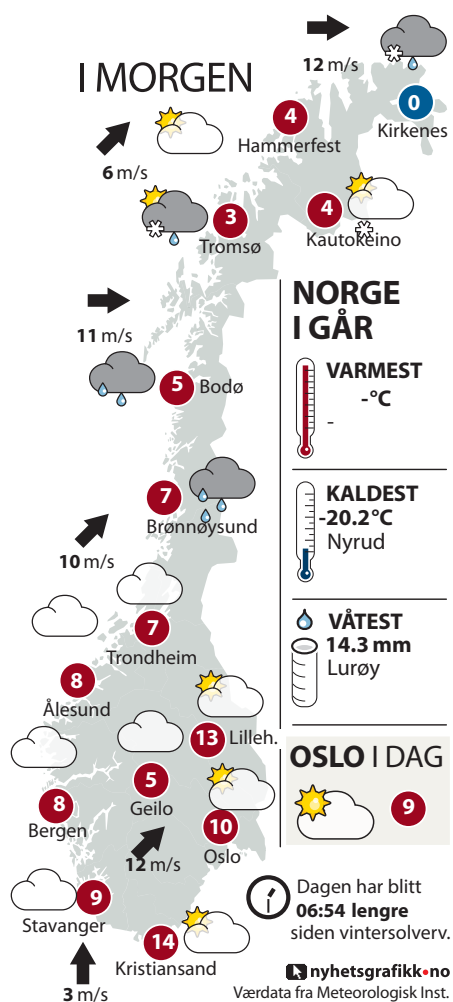 12 m/s
I MORGEN
0
Kirkenes
4
Hammerfest
6 m/s
3
Tromsø
4
Kautokeino
11 m/s
5 Bodø
7
Brønnøysund
10 m/s
7
Trondheim
8
Ålesund
13 Lilleh.
5
Geilo
8
Bergen
10
Oslo
12 m/s
9
Stavanger
14
Kristiansand
3 m/s
NORGE
I GÅR
VARMEST
-°C
-
KALDEST
-20.2°C
Nyrud
VÅTEST
14.3 mm
Lurøy
OSLO I DAG
9
Dagen har blitt
06:54 lengre
siden vintersolverv.
nyhetsgrafikk•no
Værdata fra Meteorologisk Inst.